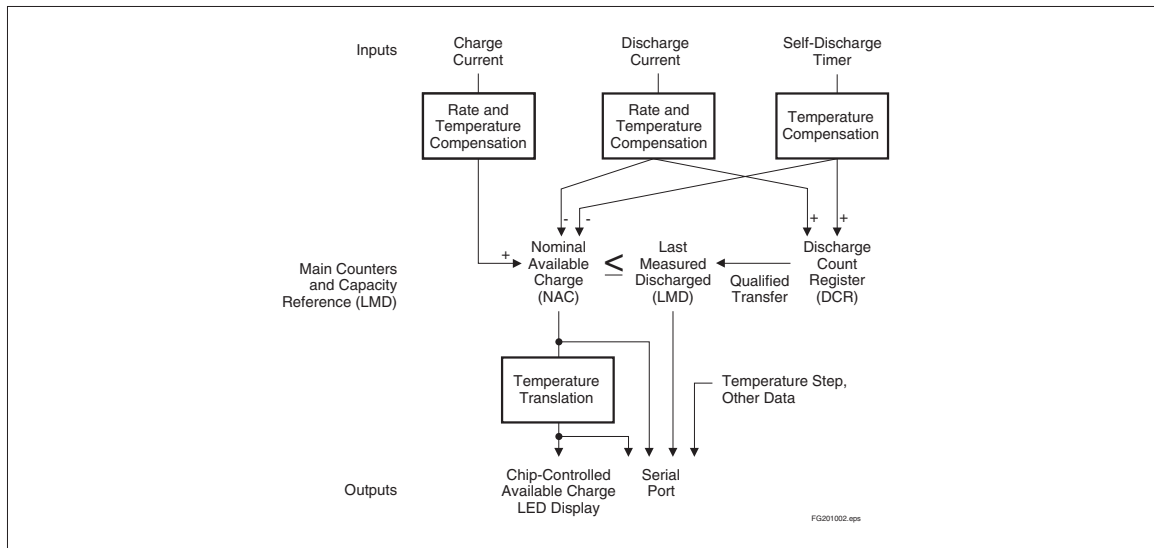 Inputs
Charge
Current
Discharge
Current
Self-Discharge
Timer
Rate and
Temperature
Compensation
Rate and
Temperature
Compensation
Temperature
Compensation
-
-
+
+
+
Main Counters
and Capacity
Reference (LMD)
Nominal
Available
Charge
(NAC)
≤
Last
Measured
Discharged
(LMD)
Qualified
Transfer
Discharge
Count
Register
(DCR)
Temperature
Translation
Temperature Step,
Other Data
Outputs
Chip-Controlled
Available Charge
LED Display
Serial
Port
FG201002.eps